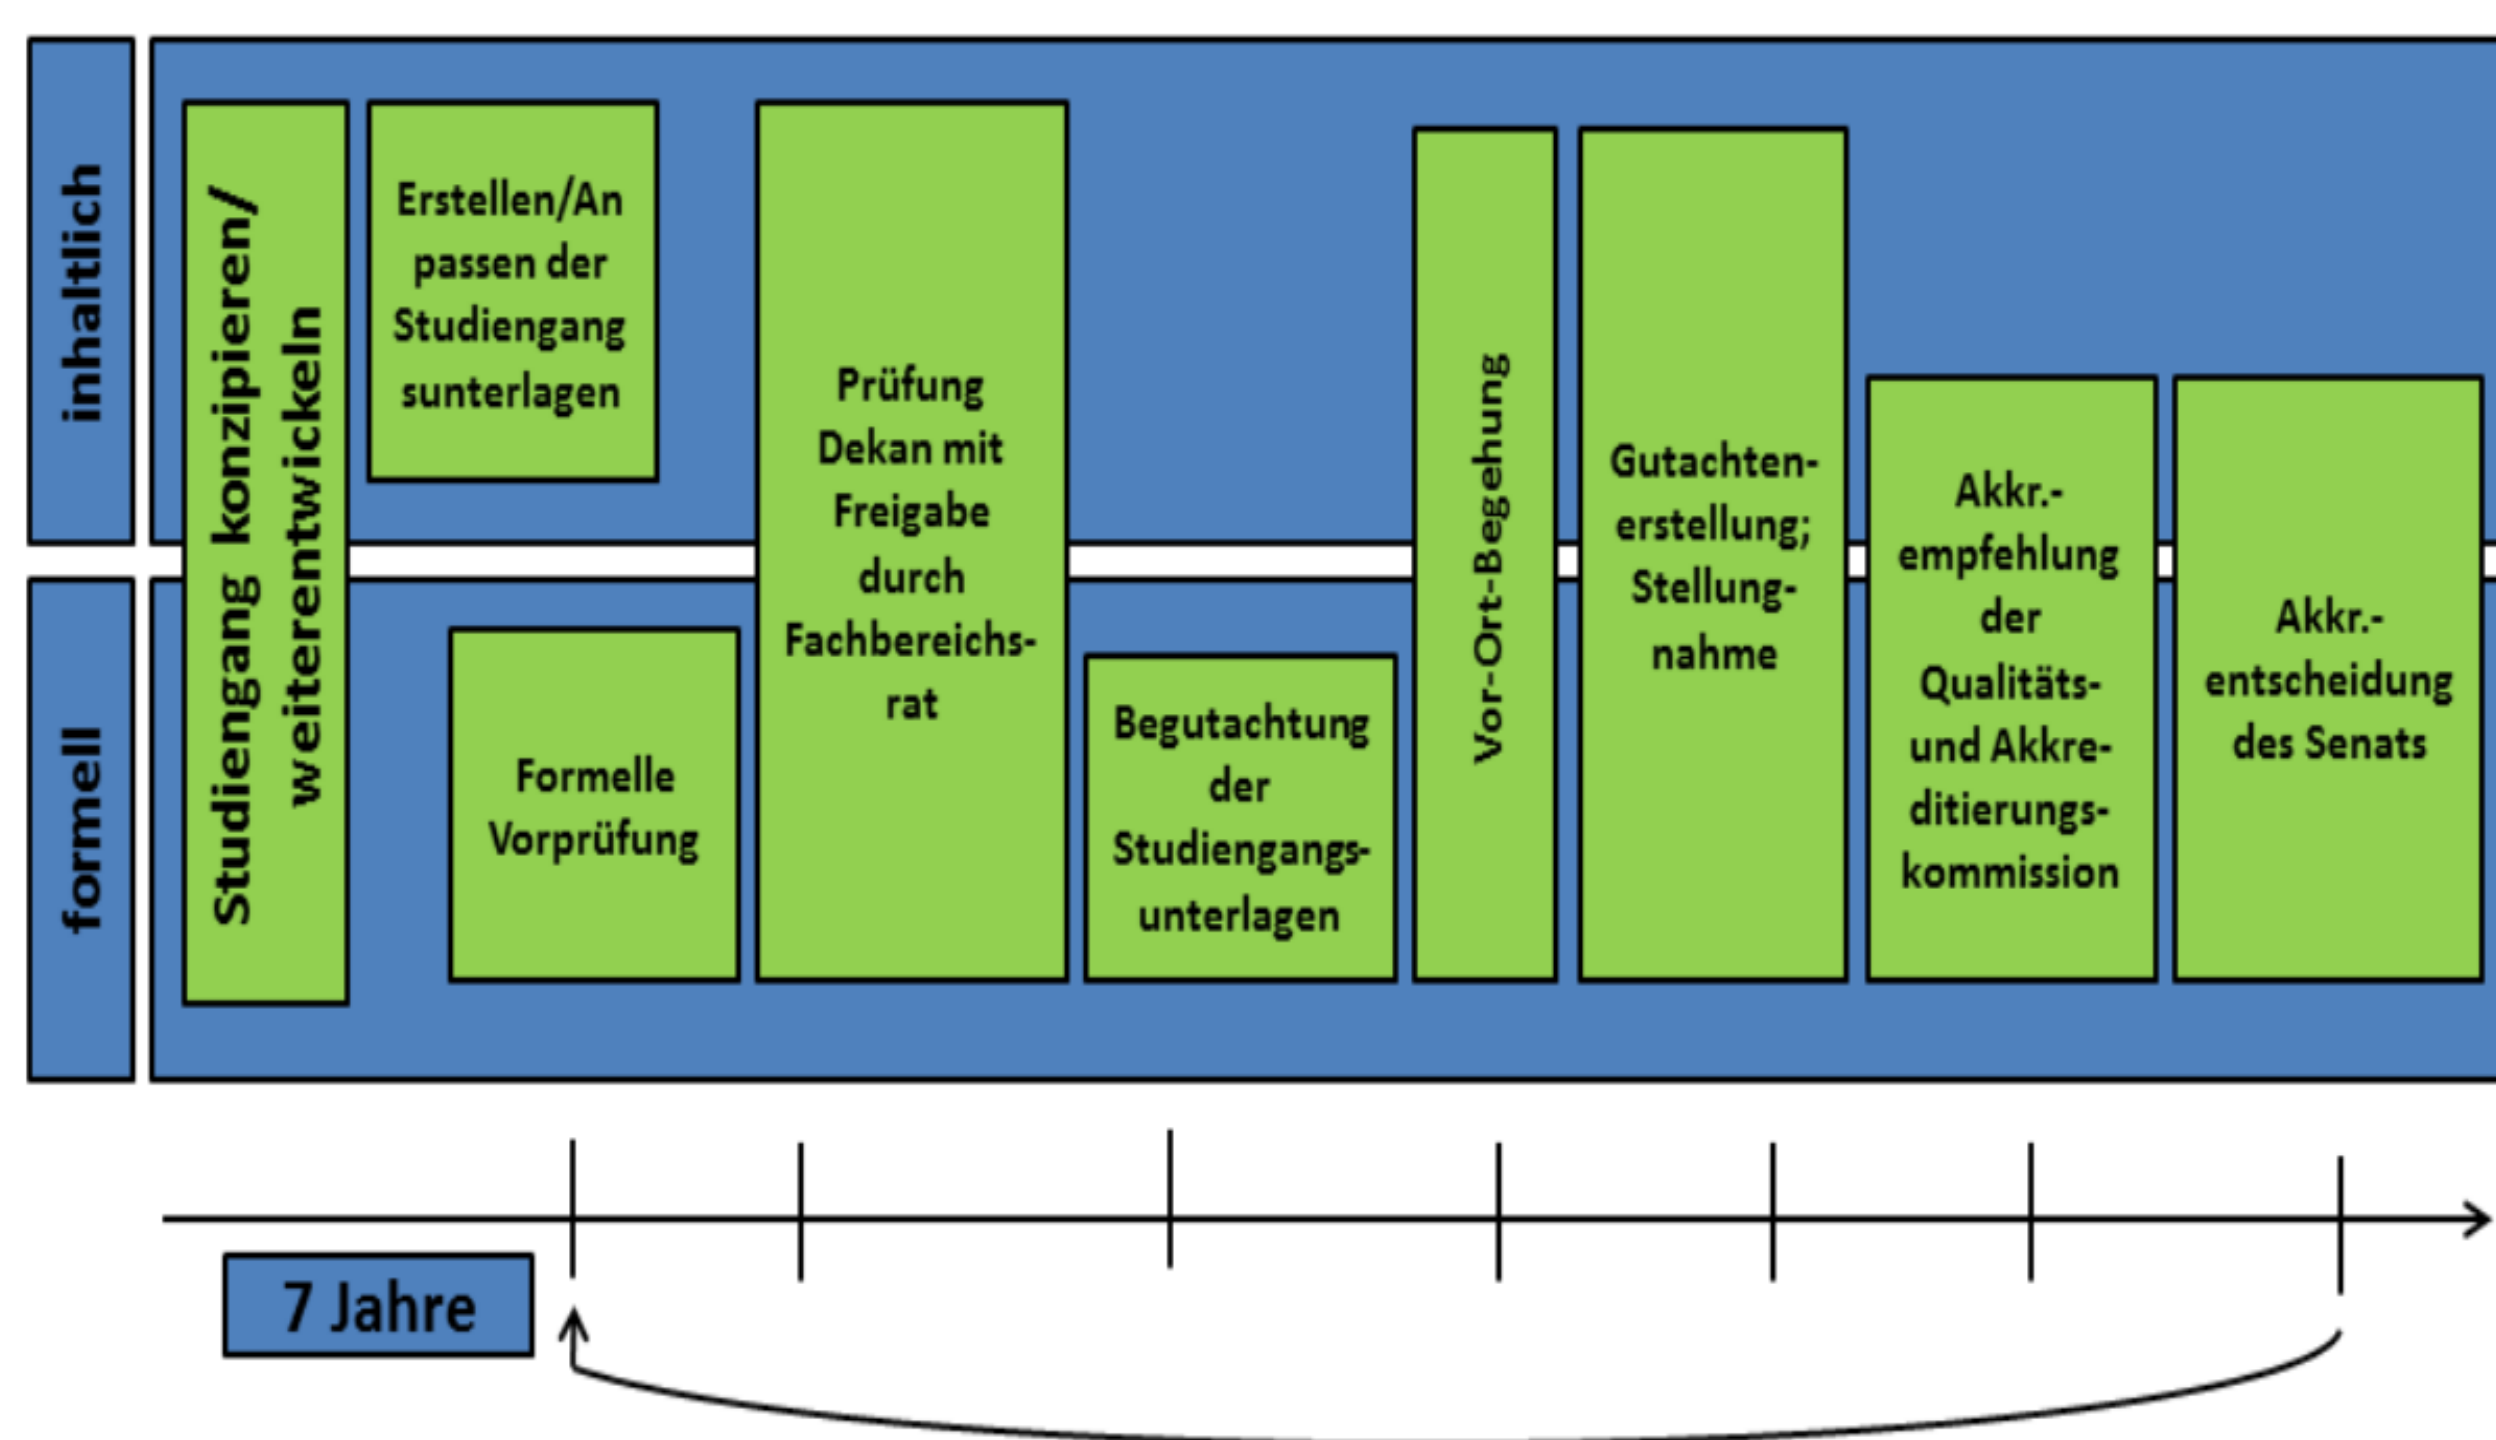 inhaltlich
formell
Studiengang konzipieren/
weiterentwickeln
Erstellen/An
passen der
Studiengang
sunterlagen
Formelle
Vorprüfung
Prüfung
Dekan mit
Freigabe
durch
Fachbereichs-
rat
Begutachtung
der
Studiengangs-
unterlagen
Vor-Ort-Begehung
Gutachten-
erstellung;
Stellung-
nahme
Akkr.-
empfehlung
der
Qualitäts-
und Akkre-
ditierungs-
kommission
Akkr.-
entscheidung
des Senats
7 Jahre